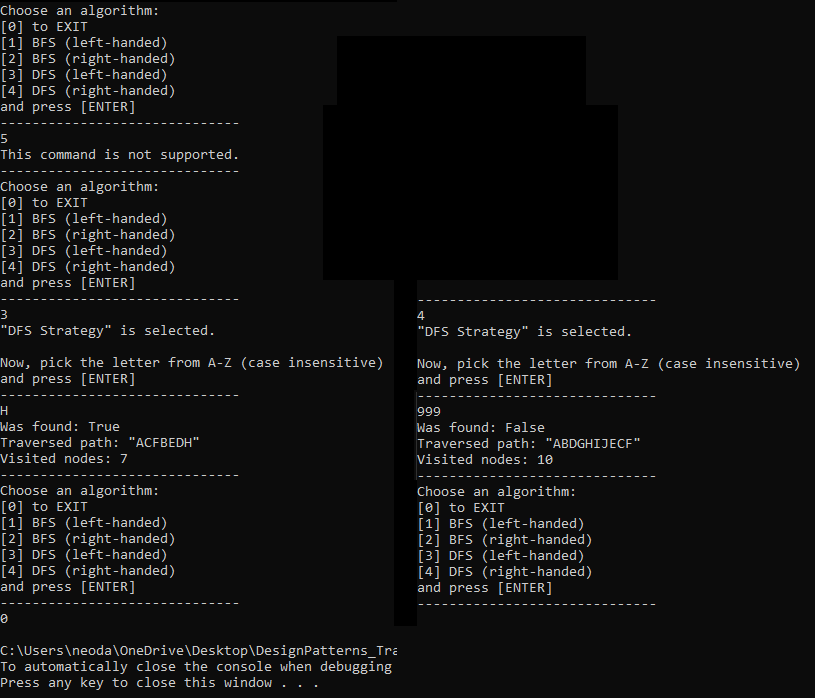 Choose an algorithm:
[0] to EXIT
[1] BFS (left-handed)
[2] BFS (right-handed)
[3] DFS (left-handed)
[4] DFS (right-handed)
and press [ENTER]
------------------------------
5
This command is not supported.
------------------------------
Choose an algorithm:
[0] to EXIT
[1] BFS (left-handed)
[2] BFS (right-handed)
[3] DFS (left-handed)
[4] DFS (right-handed)
and press [ENTER]
------------------------------
3
"DFS Strategy" is selected.

Now, pick the letter from A-Z (case insensitive)
and press [ENTER]
------------------------------
H
Was found: True
Traversed path: "ACFBEDH"
Visited nodes: 7
------------------------------
Choose an algorithm:
[0] to EXIT
[1] BFS (left-handed)
[2] BFS (right-handed)
[3] DFS (left-handed)
[4] DFS (right-handed)
and press [ENTER]
------------------------------
0

C:\Users\neoda\OneDrive\Desktop\DesignPatterns_Tra
To automatically close the console when debugging
Press any key to close this window . . .
------------------------------
4
"DFS Strategy" is selected.

Now, pick the letter from A-Z (case insensitive)
and press [ENTER]
------------------------------
999
Was found: False
Traversed path: "ABDGHIJECF"
Visited nodes: 10
------------------------------
Choose an algorithm:
[0] to EXIT
[1] BFS (left-handed)
[2] BFS (right-handed)
[3] DFS (left-handed)
[4] DFS (right-handed)
and press [ENTER]
------------------------------